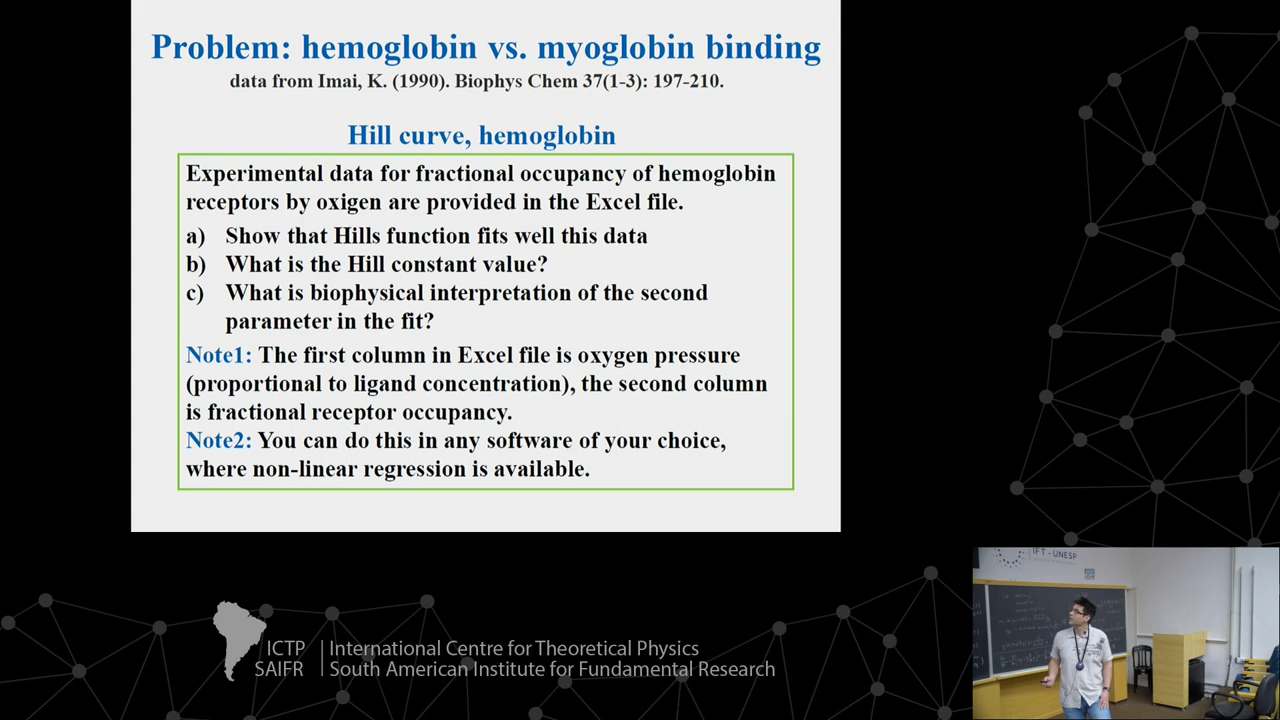 Problem: hemoglobin vs. myoglobin binding
data from Imai, K. (1990). Biophys Chem 37(1-3): 197-210.
Hill curve, hemoglobin
Experimental data for fractional occupancy of hemoglobin
receptors by oxigen are provided in the Excel file.
a) Show that Hills function fits well this data
b) What is the Hill constant value?
c) What is biophysical interpretation of the second
parameter in the fit?
Note1: The first column in Excel file is oxygen pressure
(proportional to ligand concentration), the second column
is fractional receptor occupancy.
Note2: You can do this in any software of your choice,
where non-linear regression is available.
IFT - UNESP
ICTP | International Centre for Theoretical Physics
SAIFR | South American Institute for Fundamental Research